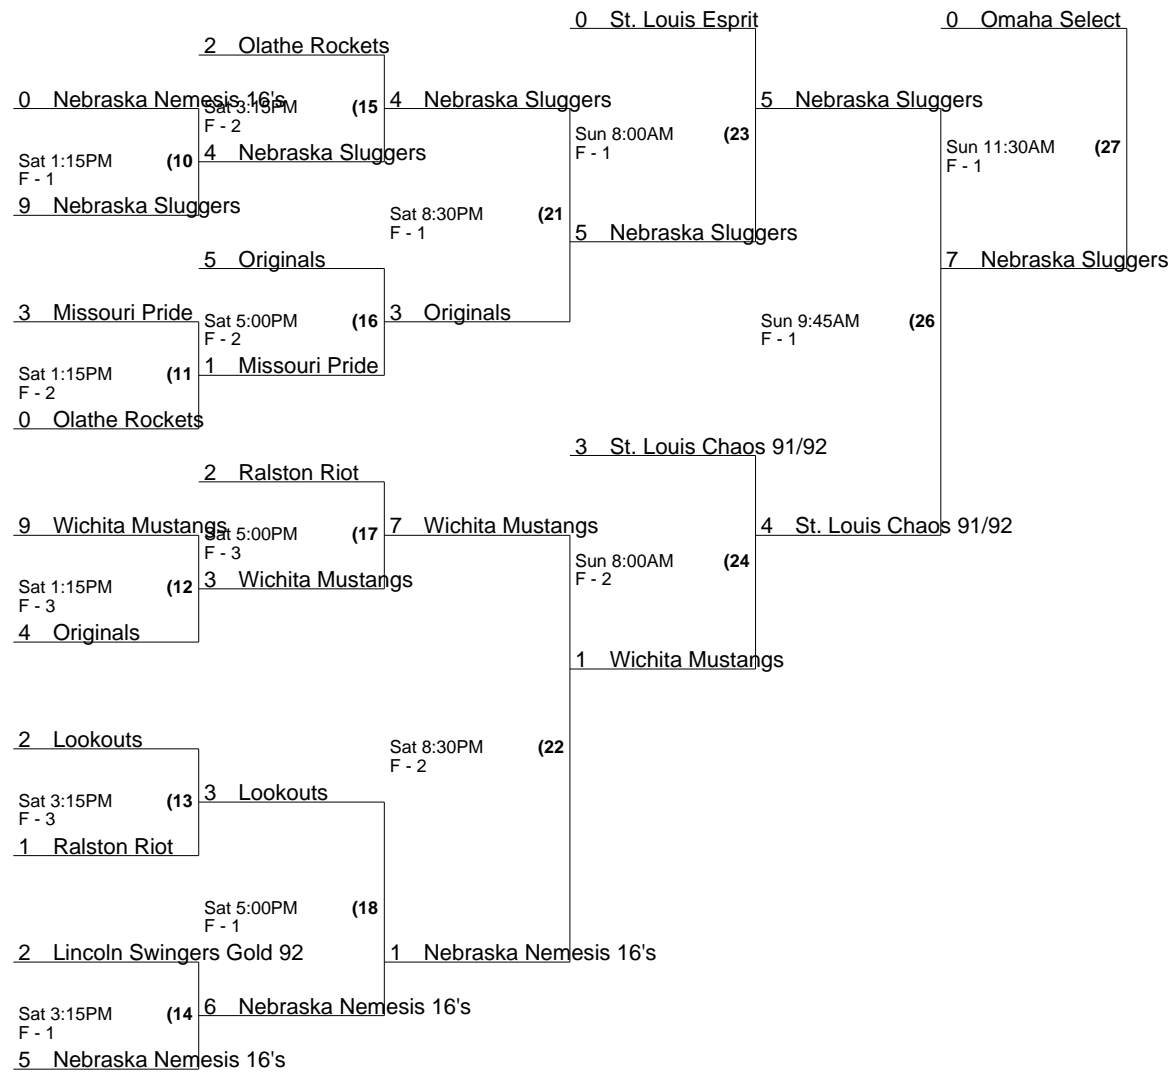 0 St. Louis Esprit
0 Omaha Select
2 Olathe Rockets
0 Nebraska Nemesis 16's
Sat 3:15PM (15
F - 2
4 Nebraska Sluggers
5 Nebraska Sluggers
Sun 8:00AM (23
F - 1
Sun 11:30AM (27
F - 1
Sat 1:15PM (10
F - 1
4 Nebraska Sluggers
9 Nebraska Sluggers
Sat 8:30PM (21
F - 1
5 Nebraska Sluggers
5 Originals
7 Nebraska Sluggers
3 Missouri Pride
Sat 5:00PM (16
F - 2
3 Originals
Sun 9:45AM (26
F - 1
Sat 1:15PM (11
F - 2
1 Missouri Pride
0 Olathe Rockets
3 St. Louis Chaos 91/92
2 Ralston Riot
9 Wichita Mustangs
Sat 5:00PM (17
F - 3
7 Wichita Mustangs
4 St. Louis Chaos 91/92
Sun 8:00AM (24
F - 2
Sat 1:15PM (12
F - 3
3 Wichita Mustangs
4 Originals
1 Wichita Mustangs
2 Lookouts
Sat 8:30PM (22
F - 2
3 Lookouts
Sat 3:15PM (13
F - 3
1 Ralston Riot
Sat 5:00PM (18
F - 1
2 Lincoln Swingers Gold 92
1 Nebraska Nemesis 16's
6 Nebraska Nemesis 16's
Sat 3:15PM (14
F - 1
5 Nebraska Nemesis 16's